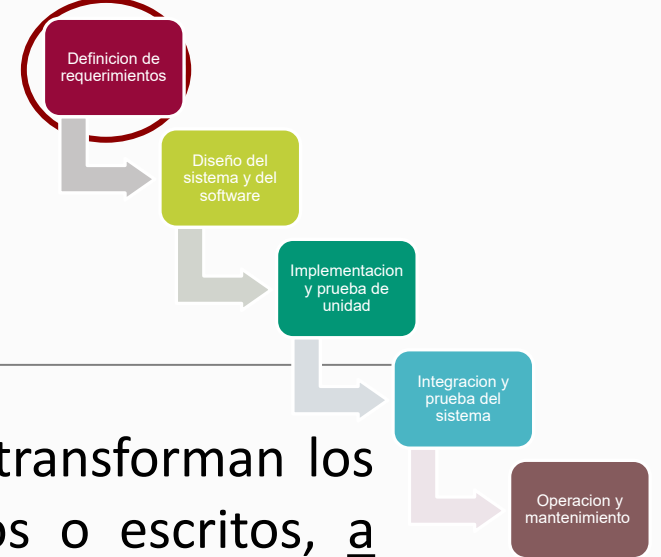 Definicion de
requerimientos
Diseño del
sistema y del
software
Implementacion
y prueba de
unidad
Integracion y
prueba del
sistema
transforman los
os o escritos, a
Operacion y
mantenimiento